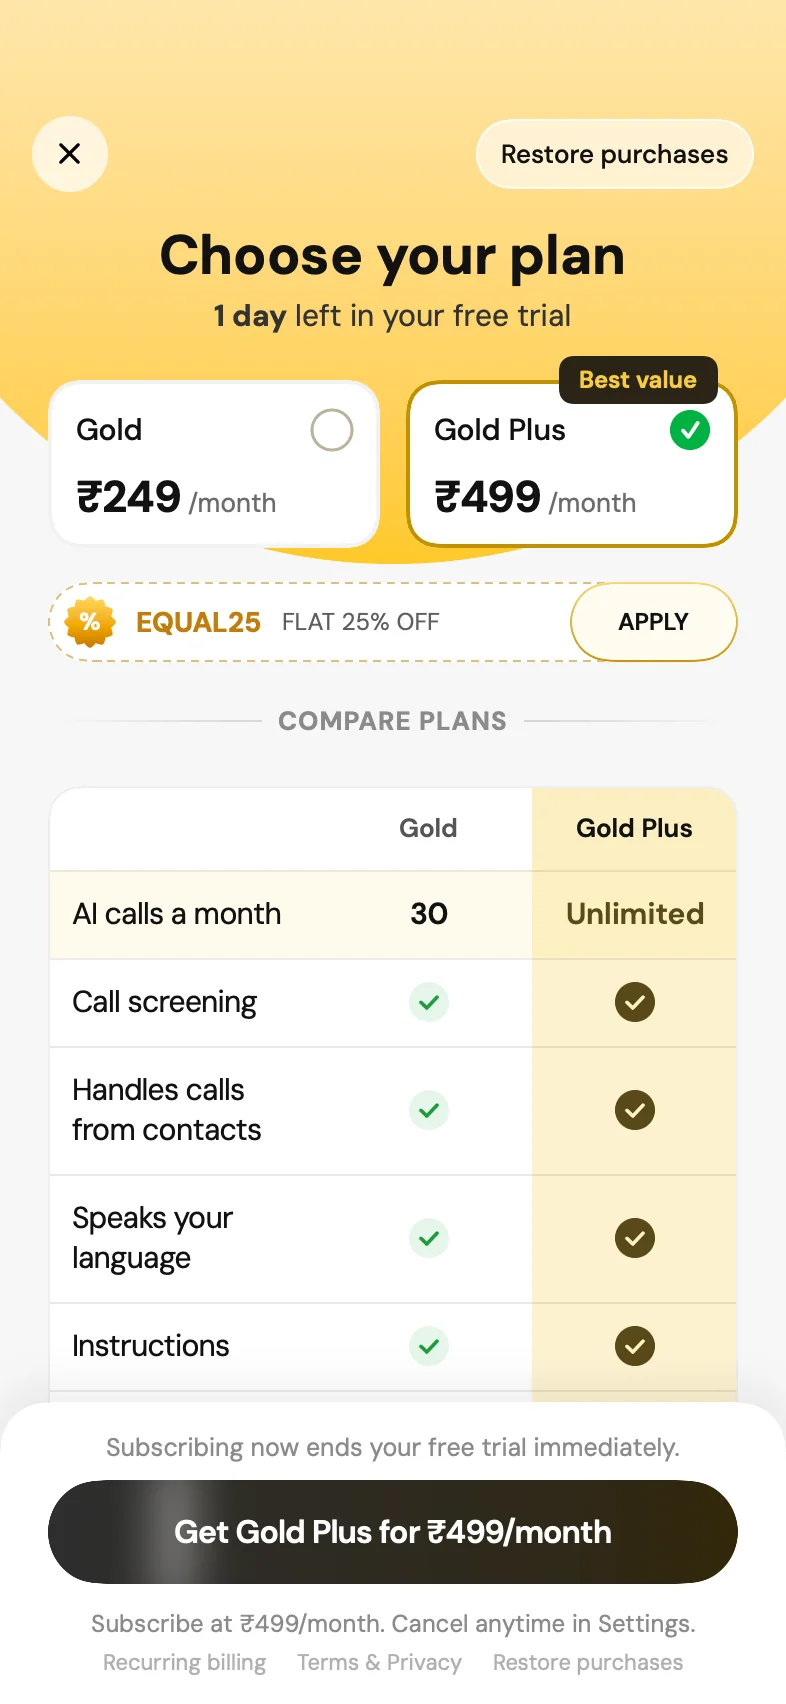 Restore purchases
Choose your plan
1 day left in your free trial
Best value
Gold
₹249 /month
Gold Plus
₹499 /month
% EQUAL25 FLAT 25% OFF APPLY
COMPARE PLANS
Gold Gold Plus
AI calls a month 30 Unlimited
Call screening
Handles calls
from contacts
Speaks your
language
Instructions
Subscribing now ends your free trial immediately.
Get Gold Plus for ₹499/month
Subscribe at ₹499/month. Cancel anytime in Settings.
Recurring billing Terms & Privacy Restore purchases